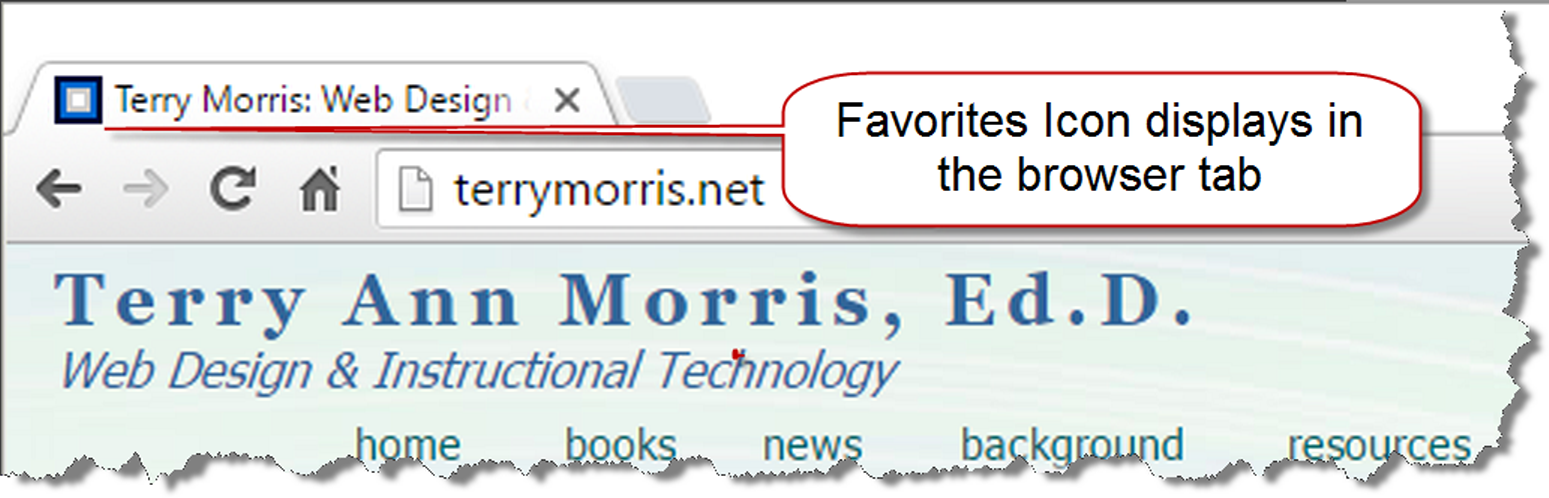 Terry Morris: Web Design
Favorites Icon displays in
the browser tab
terrymorris.net
Terry Ann Morris, Ed.D.
Web Design & Instructional Technology
home books news background resources